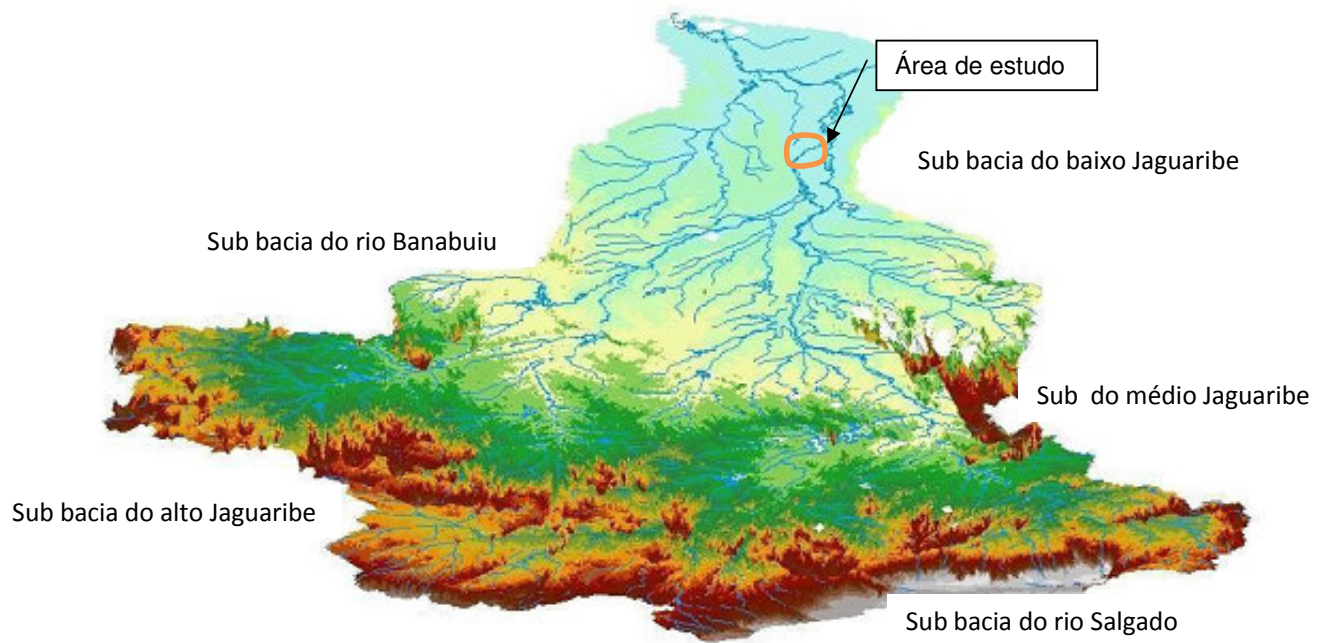 Área de estudo
Sub bacia do baixo Jaguaribe
Sub bacia do rio Banabuiu
Sub do médio Jaguaribe
Sub bacia do alto Jaguaribe
Sub bacia do rio Salgado